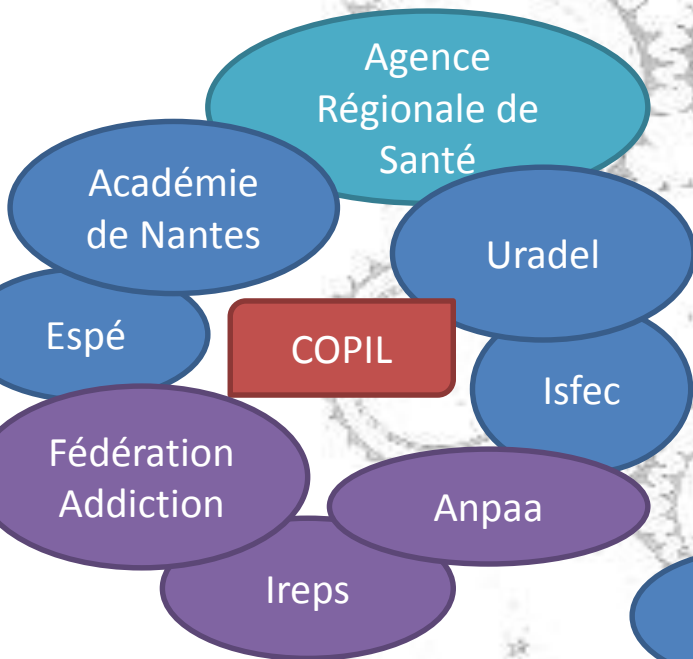 Agence
Régionale de
Santé
Académie
de Nantes
Uradel
Espé
COPIL
Isfec
Fédération
Addiction
Anpaa
Ireps